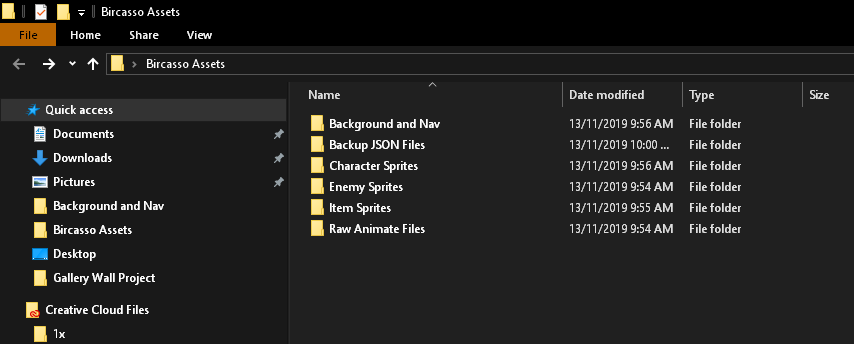 Bircasso Assets
File Home Share View
Bircasso Assets
Name Date modified Type Size
Quick access
Documents
Downloads
Pictures
Background and Nav
Bircasso Assets
Desktop
Gallery Wall Project
Creative Cloud Files
1x
Background and Nav 13/11/2019 9:56 AM File folder
Backup JSON Files 13/11/2019 10:00 ... File folder
Character Sprites 13/11/2019 9:56 AM File folder
Enemy Sprites 13/11/2019 9:54 AM File folder
Item Sprites 13/11/2019 9:55 AM File folder
Raw Animate Files 13/11/2019 9:54 AM File folder